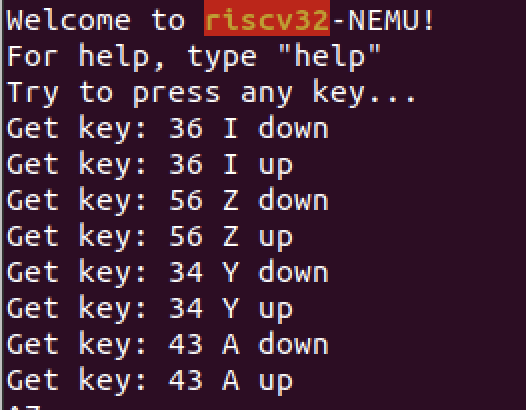 Welcome to riscv32-NEMU!
For help, type "help"
Try to press any key...
Get key: 36 I down
Get key: 36 I up
Get key: 56 Z down
Get key: 56 Z up
Get key: 34 Y down
Get key: 34 Y up
Get key: 43 A down
Get key: 43 A up